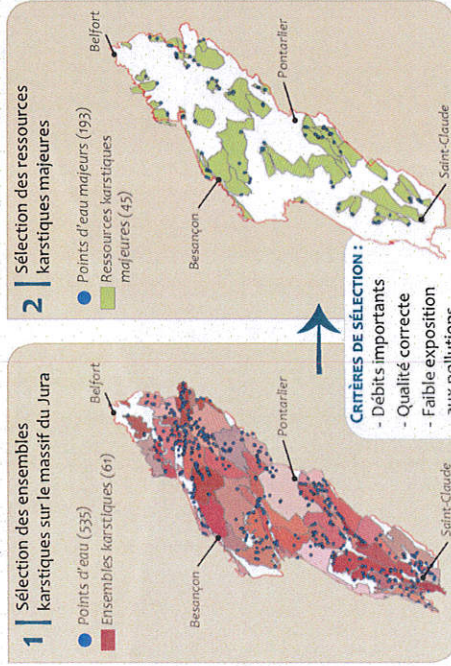 1 | Sélection des ensembles
karstiques sur le massif du Jura
Points d'eau (535)
Ensembles karstiques (61)
Belfort
Besançon
Pontarlier
Saint-Claude
2 | Sélection des ressources
karstiques majeures
Points d'eau majeurs (193)
Ressources karstiques
majeures (45)
Belfort
Besançon
Pontarlier
Saint-Claude
CRITÈRES DE SÉLECTION :
- Débits importants
- Qualité correcte
- Faible exposition
aux pollutions